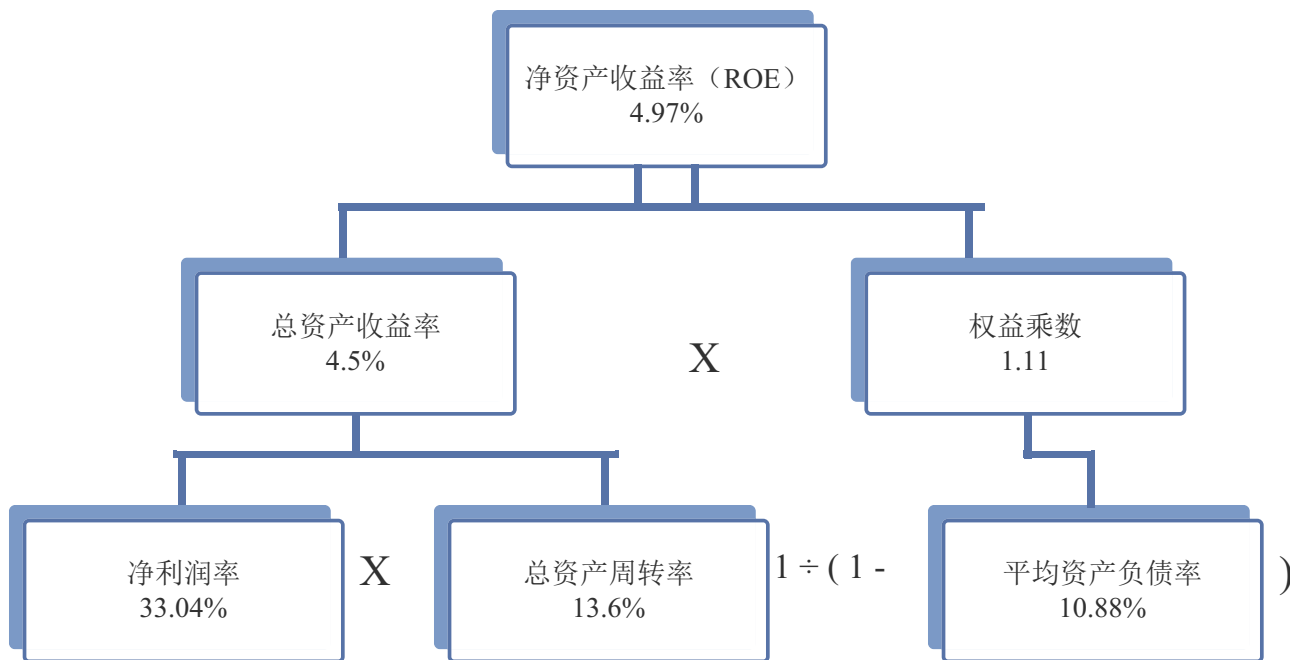 净资产收益率（ROE）
4.97%
总资产收益率
4.5%
X
权益乘数
1.11
净利润率
33.04%
X
总资产周转率
13.6%
1 ÷ ( 1 -
平均资产负债率
10.88%
)